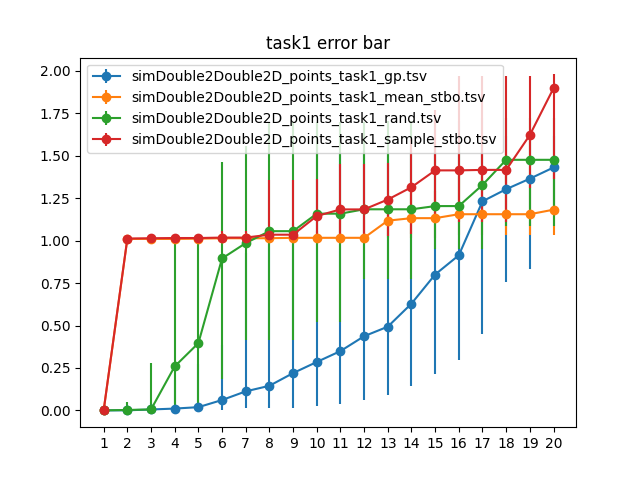 task1 error bar
2.00
1.75
1.50
1.25
1.00
0.75
0.50
0.25
0.00
simDouble2Double2D_points_task1_gp.tsv
simDouble2Double2D_points_task1_mean_stbo.tsv
simDouble2Double2D_points_task1_rand.tsv
simDouble2Double2D_points_task1_sample_stbo.tsv
1 2 3 4 5 6 7 8 9 10 11 12 13 14 15 16 17 18 19 20